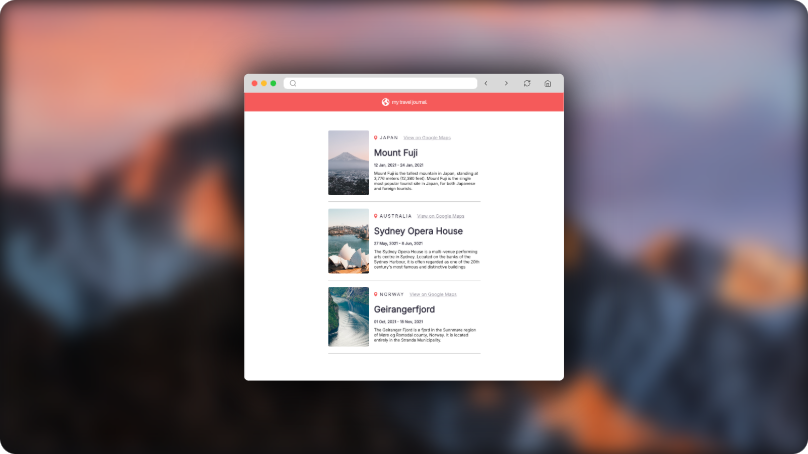 my travel journal.
JAPAN View on Google Maps
Mount Fuji
12 Jan, 2021 - 24 Jan, 2021
Mount Fuji is the tallest mountain in Japan, standing at
3,776 meters (12,380 feet). Mount Fuji is the single
most popular tourist site in Japan, for both Japanese
and foreign tourists.
AUSTRALIA View on Google Maps
Sydney Opera House
27 May, 2021 - 8 Jun, 2021
The Sydney Opera House is a multi-venue performing
arts centre in Sydney. Located on the banks of the
Sydney Harbour, it is often regarded as one of the 20th
century's most famous and distinctive buildings
NORWAY View on Google Maps
Geirangerfjord
01 Oct, 2021 - 18 Nov, 2021
The Geiranger Fjord is a fjord in the Sunnmøre region
of Møre og Romsdal county, Norway. It is located
entirely in the Stranda Municipality.